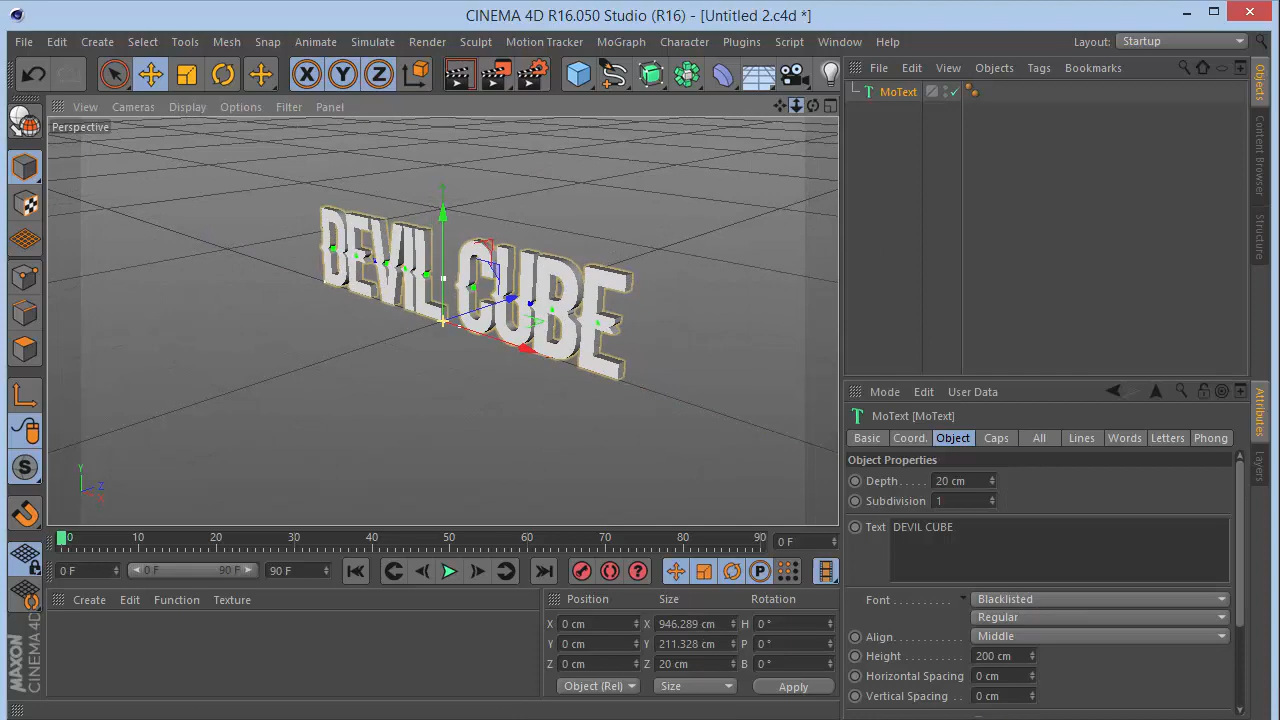 CINEMA 4D R16.050 Studio (R16) - [Untitled 2.c4d *]
File Edit Create Select Tools Mesh Snap Animate Simulate Render Sculpt Motion Tracker MoGraph Character Plugins Script Window Help Layout: Startup
X Y Z
File Edit View Objects Tags Bookmarks
MoText
View Cameras Display Options Filter Panel
Perspective
DEVIL CUBE
Y
Z
X
Objects
Content Browser
Structure
Mode Edit User Data
MoText [MoText]
Basic Coord. Object Caps All Lines Words Letters Phong
Object Properties
Depth . . . . . 20 cm
Subdivision 1
Text DEVIL CUBE
Font . . . . . . . . . . Blacklisted
Regular
Align. . . . . . . . . . Middle
Height . . . . . . . . 200 cm
Horizontal Spacing 0 cm
Vertical Spacing . . 0 cm
Attributes
Layers
0 10 20 30 40 50 60 70 80 90 0 F
0 F 0 F 90 F 90 F
P
Create Edit Function Texture
Position Size Rotation
X 0 cm X 946.289 cm H 0 °
Y 0 cm Y 211.328 cm P 0 °
Z 0 cm Z 20 cm B 0 °
Object (Rel) Size Apply
MAXON
CINEMA 4D
S